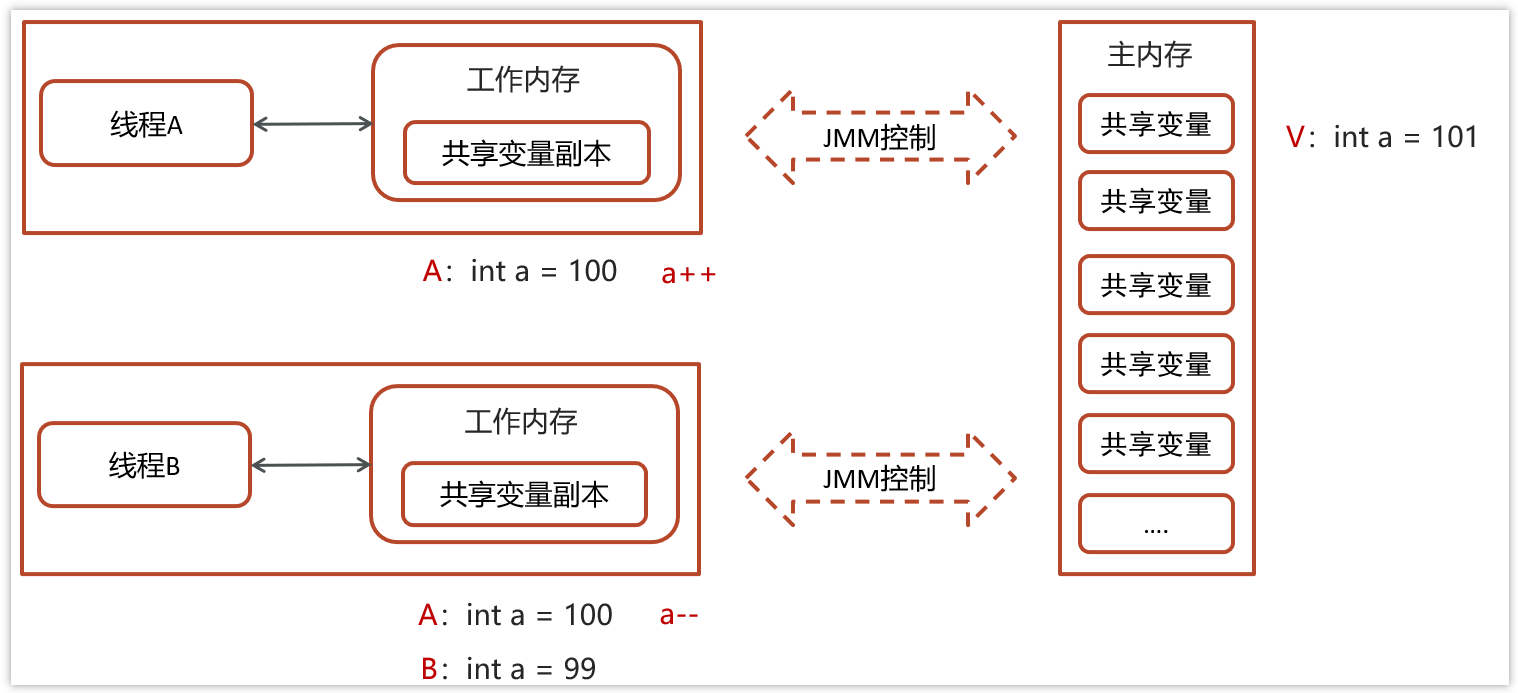 线程A
工作内存
共享变量副本
A：int a = 100 a++
JMM控制
线程B
工作内存
共享变量副本
A：int a = 100 a--
B：int a = 99
JMM控制
主内存
共享变量
共享变量
共享变量
共享变量
共享变量
....
V：int a = 101